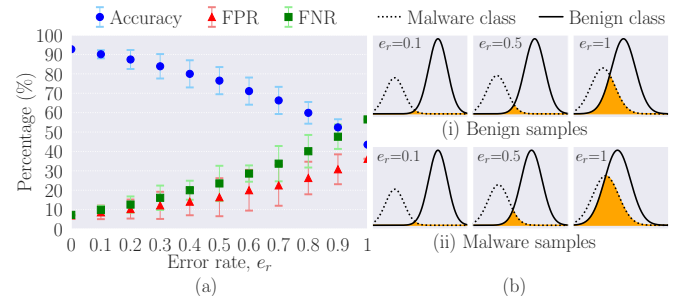 Accuracy FPR FNR
Malware class Benign class
Percentage (%)
100
90
80
70
60
50
40
30
20
10
0
0 0.1 0.2 0.3 0.4 0.5 0.6 0.7 0.8 0.9 1
Error rate, e_r
(a)
e_r=0.1 e_r=0.5 e_r=1
(i) Benign samples
e_r=0.1 e_r=0.5 e_r=1
(ii) Malware samples
(b)